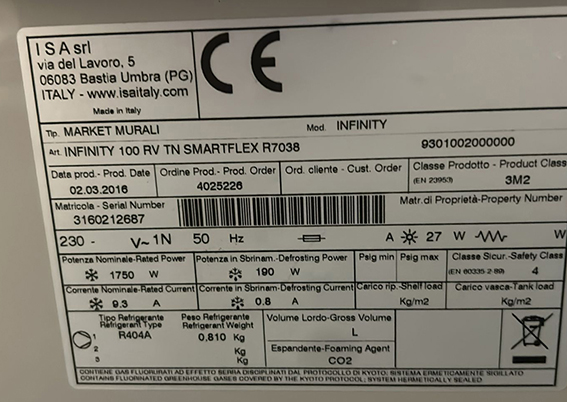 I S A srl
via del Lavoro, 5
06083 Bastia Umbra (PG)
ITALY - www.isaitaly.com
Made in Italy
CE
Tip. MARKET MURALI Mod. INFINITY
Art. INFINITY 100 RV TN SMARTFLEX R7038 9301002000000
Data prod.- Prod. Date Ordine Prod.- Prod. Order Ord. cliente - Cust. Order Classe Prodotto - Product Class
02.03.2016 4025226 (EN 23953) 3M2
Matricola - Serial Number Matr.di Proprietà-Property Number
3160212687
230 - V~ 1N 50 Hz A 27 W W
Potenza Nominale-Rated Power Potenza in Sbrinam.-Defrosting Power Psig min Psig max Classe Sicur.-Safety Class
1750 W 190 W (EN 60335-2-89) 4
Corrente Nominale-Rated Current Corrente in Sbrinam-Defrosting Current Carico rip.-Shelf load Carico vasca-Tank load
9.3 A 0.8 A Kg/m2 Kg/m2
Tipo Refrigerante Peso Refrigerante Volume Lordo-Gross Volume
Refrigerant Type Refrigerant Weight L
1 R404A 0,810 Kg
2 Kg Espandente-Foaming Agent
3 Kg CO2
CONTIENE GAS FLUORURATI AD EFFETTO SERRA DISCIPLINATI DAL PROTOCOLLO DI KYOTO: SISTEMA ERMETICAMENTE SIGILLATO
CONTAINS FLUORINATED GREENHOUSE GASES COVERED BY THE KYOTO PROTOCOL; SYSTEM HERMETICALLY SEALED